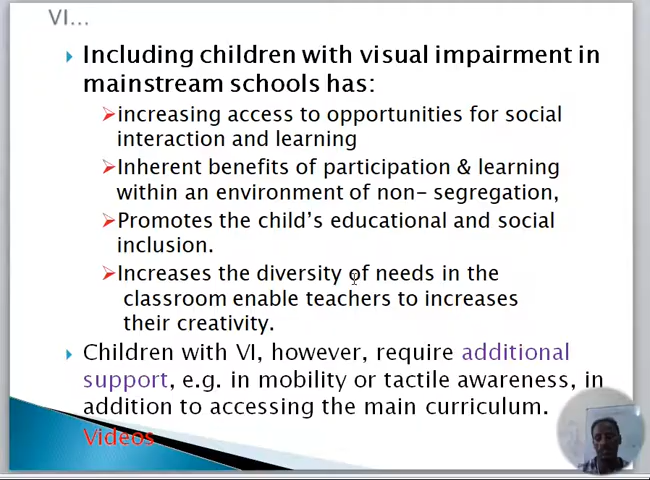 VI...
Including children with visual impairment in
mainstream schools has:
increasing access to opportunities for social
interaction and learning
Inherent benefits of participation & learning
within an environment of non- segregation,
Promotes the child's educational and social
inclusion.
Increases the diversity of needs in the
classroom enable teachers to increases
their creativity.
Children with VI, however, require additional
support, e.g. in mobility or tactile awareness, in
addition to accessing the main curriculum.
Videos